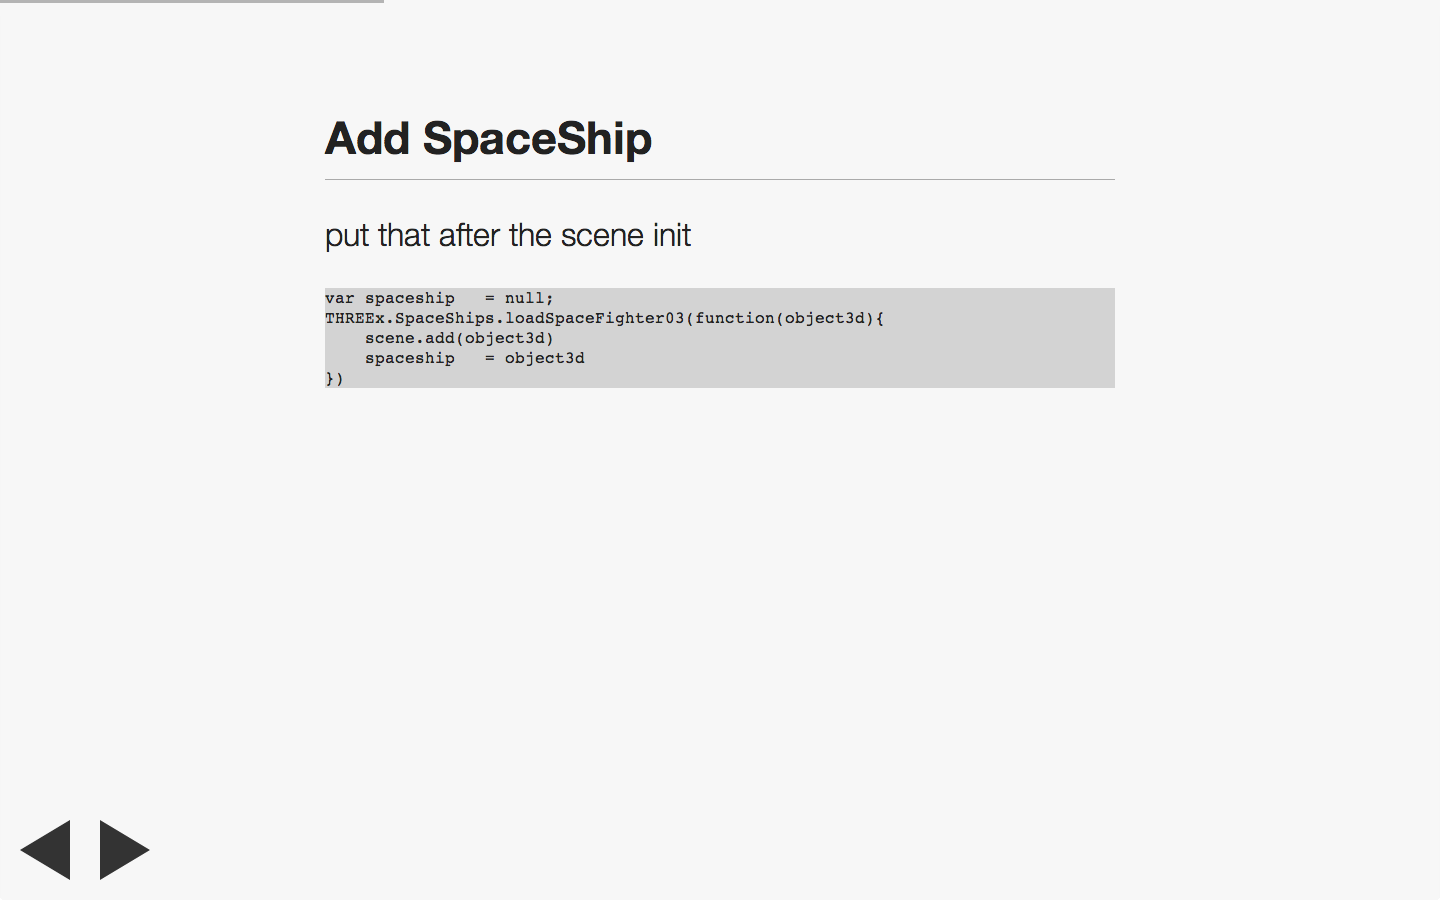 Add SpaceShip
put that after the scene init
var spaceship   = null;
THREEx.SpaceShips.loadSpaceFighter03(function(object3d){
    scene.add(object3d)
    spaceship   = object3d
})